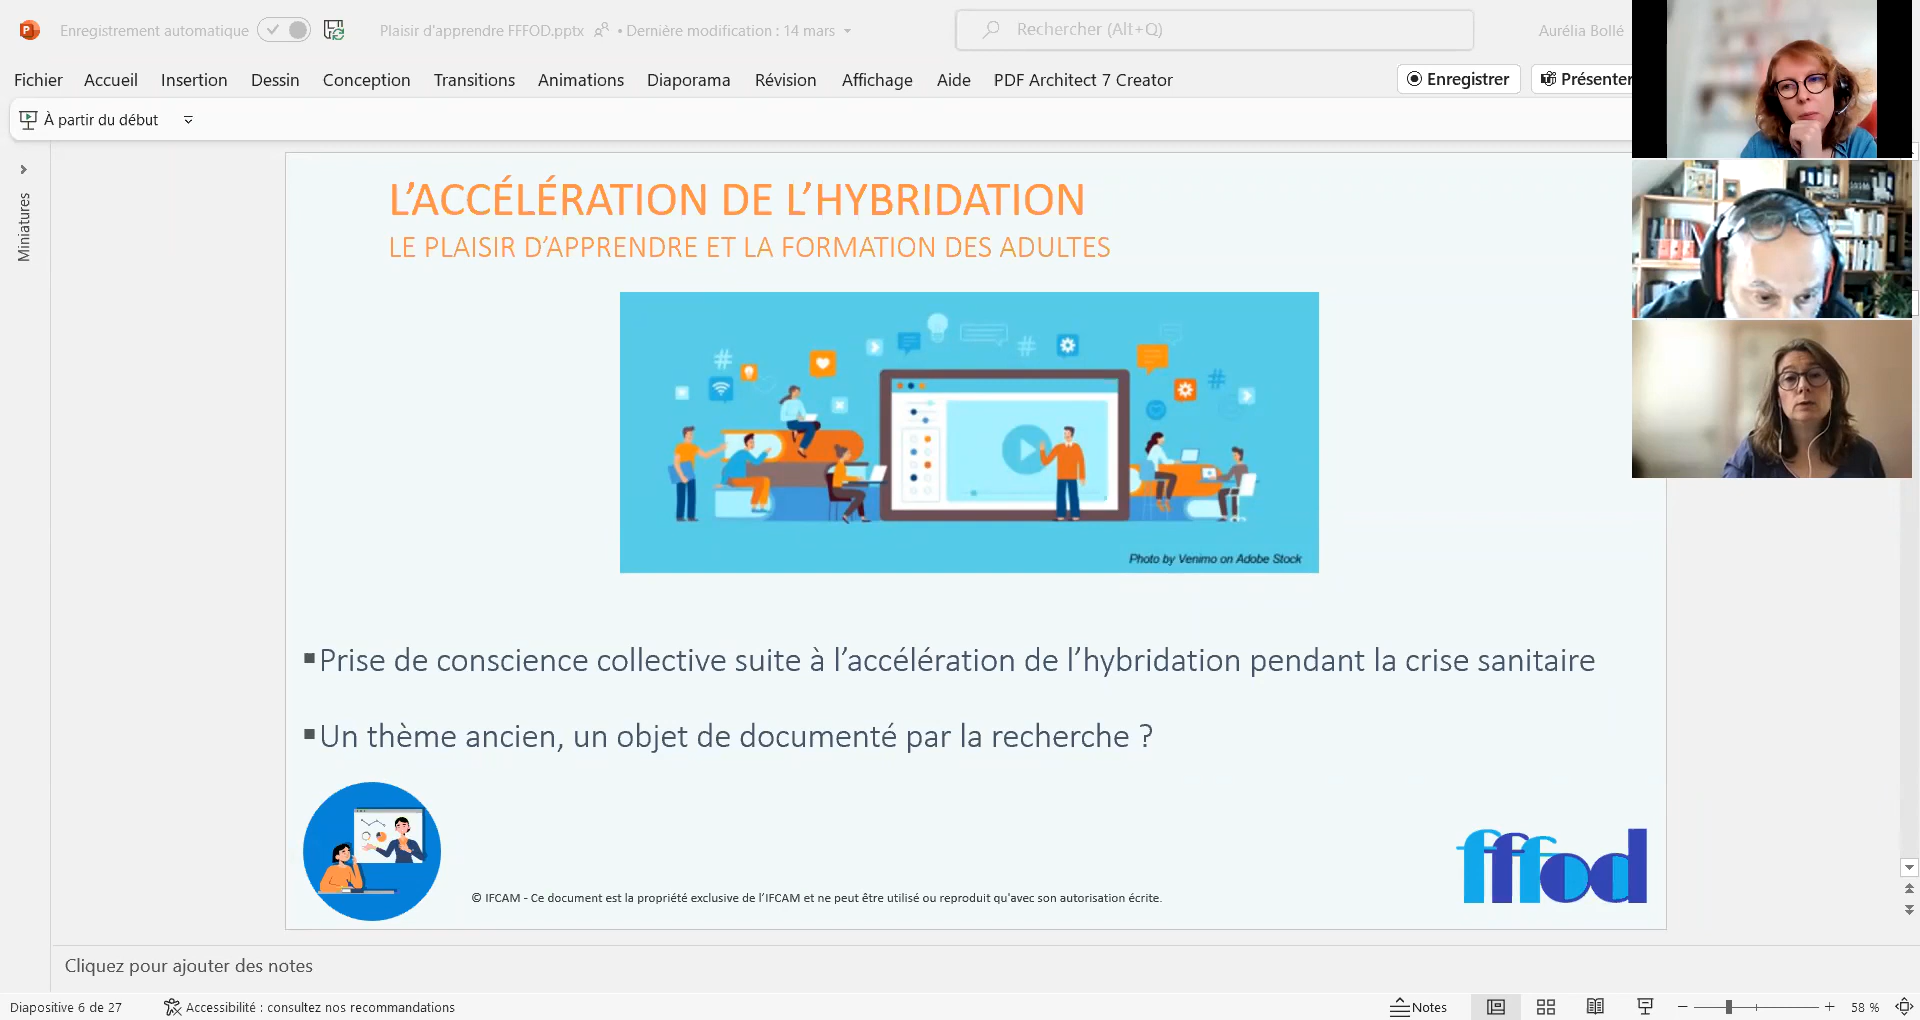 Enregistrement automatique
Plaisir d'apprendre FFFOD.pptx • Dernière modification : 14 mars
Rechercher (Alt+Q)
Aurélia Bollé
Fichier Accueil Insertion Dessin Conception Transitions Animations Diaporama Révision Affichage Aide PDF Architect 7 Creator
Enregistrer
Présenter
À partir du début
Miniatures
L’ACCÉLÉRATION DE L’HYBRIDATION
LE PLAISIR D’APPRENDRE ET LA FORMATION DES ADULTES
Photo by Venimo on Adobe Stock
▪Prise de conscience collective suite à l’accélération de l’hybridation pendant la crise sanitaire
▪Un thème ancien, un objet de documenté par la recherche ?
© IFCAM - Ce document est la propriété exclusive de l’IFCAM et ne peut être utilisé ou reproduit qu'avec son autorisation écrite.
fffod
Cliquez pour ajouter des notes
Diapositive 6 de 27
Accessibilité : consultez nos recommandations
Notes
58 %